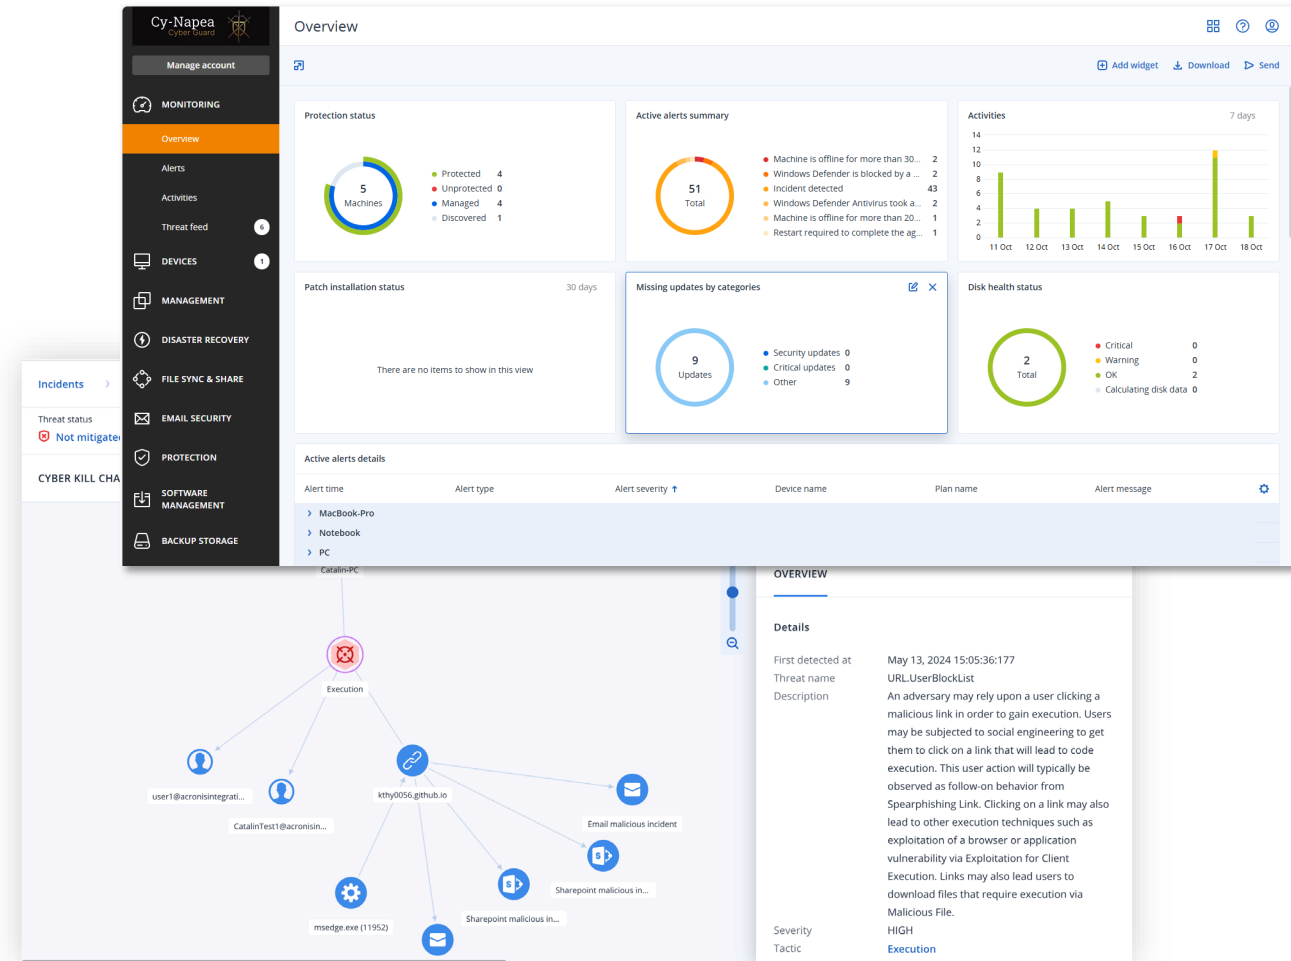 Cy-Napea
Cyber Guard
Manage account
MONITORING
Overview
Alerts
Activities
Threat feed 6
DEVICES 1
MANAGEMENT
DISASTER RECOVERY
FILE SYNC & SHARE
EMAIL SECURITY
PROTECTION
SOFTWARE
MANAGEMENT
BACKUP STORAGE
Overview
Add widget Download Send
Protection status
5
Machines
Protected 4
Unprotected 0
Managed 4
Discovered 1
Active alerts summary
51
Total
Machine is offline for more than 30... 2
Windows Defender is blocked by a ... 2
Incident detected 43
Windows Defender Antivirus took a... 2
Machine is offline for more than 20... 1
Restart required to complete the ag... 1
Activities 7 days
14
12
10
8
6
4
2
0
11 Oct 12 Oct 13 Oct 14 Oct 15 Oct 16 Oct 17 Oct 18 Oct
Patch installation status 30 days
There are no items to show in this view
Missing updates by categories
9
Updates
Security updates 0
Critical updates 0
Other 9
Disk health status
2
Total
Critical 0
Warning 0
OK 2
Calculating disk data 0
Active alerts details
Alert time Alert type Alert severity Device name Plan name Alert message
MacBook-Pro
Notebook
PC
Incidents
Threat status
Not mitigated
CYBER KILL CHA
Catalin-PC
Execution
user1@acronisintegrati...
CatalinTest1@acronisin...
kthy0056.github.io
Email malicious incident
Sharepoint malicious in...
Sharepoint malicious in...
msedge.exe (11952)
OVERVIEW
Details
First detected at May 13, 2024 15:05:36:177
Threat name URL.UserBlockList
Description An adversary may rely upon a user clicking a
malicious link in order to gain execution. Users
may be subjected to social engineering to get
them to click on a link that will lead to code
execution. This user action will typically be
observed as follow-on behavior from
Spearphishing Link. Clicking on a link may also
lead to other execution techniques such as
exploitation of a browser or application
vulnerability via Exploitation for Client
Execution. Links may also lead users to
download files that require execution via
Malicious File.
Severity HIGH
Tactic Execution